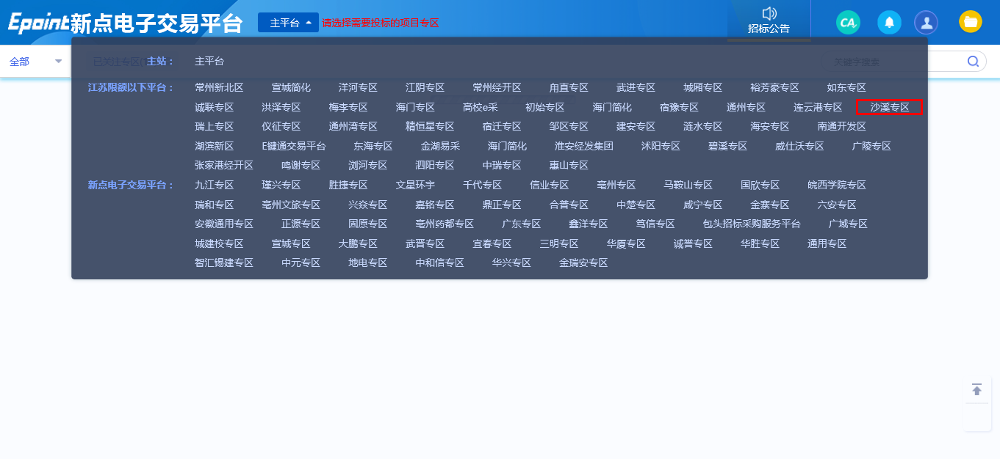 Epoint新点电子交易平台 主平台 请选择需要投标的项目专区 招标公告 CA
全部 已关注专区 主站： 主平台 关键字搜索
江苏限额以下平台： 常州新北区 宣城简化 洋河专区 江阴专区 常州经开区 甪直专区 武进专区 城厢专区 裕芳豪专区 如东专区
诚联专区 洪泽专区 梅李专区 海门专区 高校e采 初始专区 海门简化 宿豫专区 通州专区 连云港专区 沙溪专区
瑞上专区 仪征专区 通州湾专区 精恒星专区 宿迁专区 邹区专区 建安专区 涟水专区 海安专区 南通开发区
湖滨新区 E键通交易平台 东海专区 金湖易采 海门简化 淮安经发集团 沭阳专区 碧溪专区 威仕沃专区 广陵专区
张家港经开区 鸣谢专区 浏河专区 泗阳专区 中瑞专区 惠山专区
新点电子交易平台： 九江专区 瑾兴专区 胜捷专区 文星环宇 千代专区 信业专区 亳州专区 马鞍山专区 国欣专区 皖西学院专区
瑞和专区 亳州文旅专区 兴焱专区 嘉铭专区 鼎正专区 合普专区 中楚专区 咸宁专区 金寨专区 六安专区
安徽通用专区 正源专区 固原专区 亳州药都专区 广东专区 鑫洋专区 笃信专区 包头招标采购服务平台 广域专区
城建校专区 宣城专区 大鹏专区 武晋专区 宜春专区 三明专区 华厦专区 诚誉专区 华胜专区 通用专区
智汇锡建专区 中元专区 地电专区 中和信专区 华兴专区 金瑞安专区